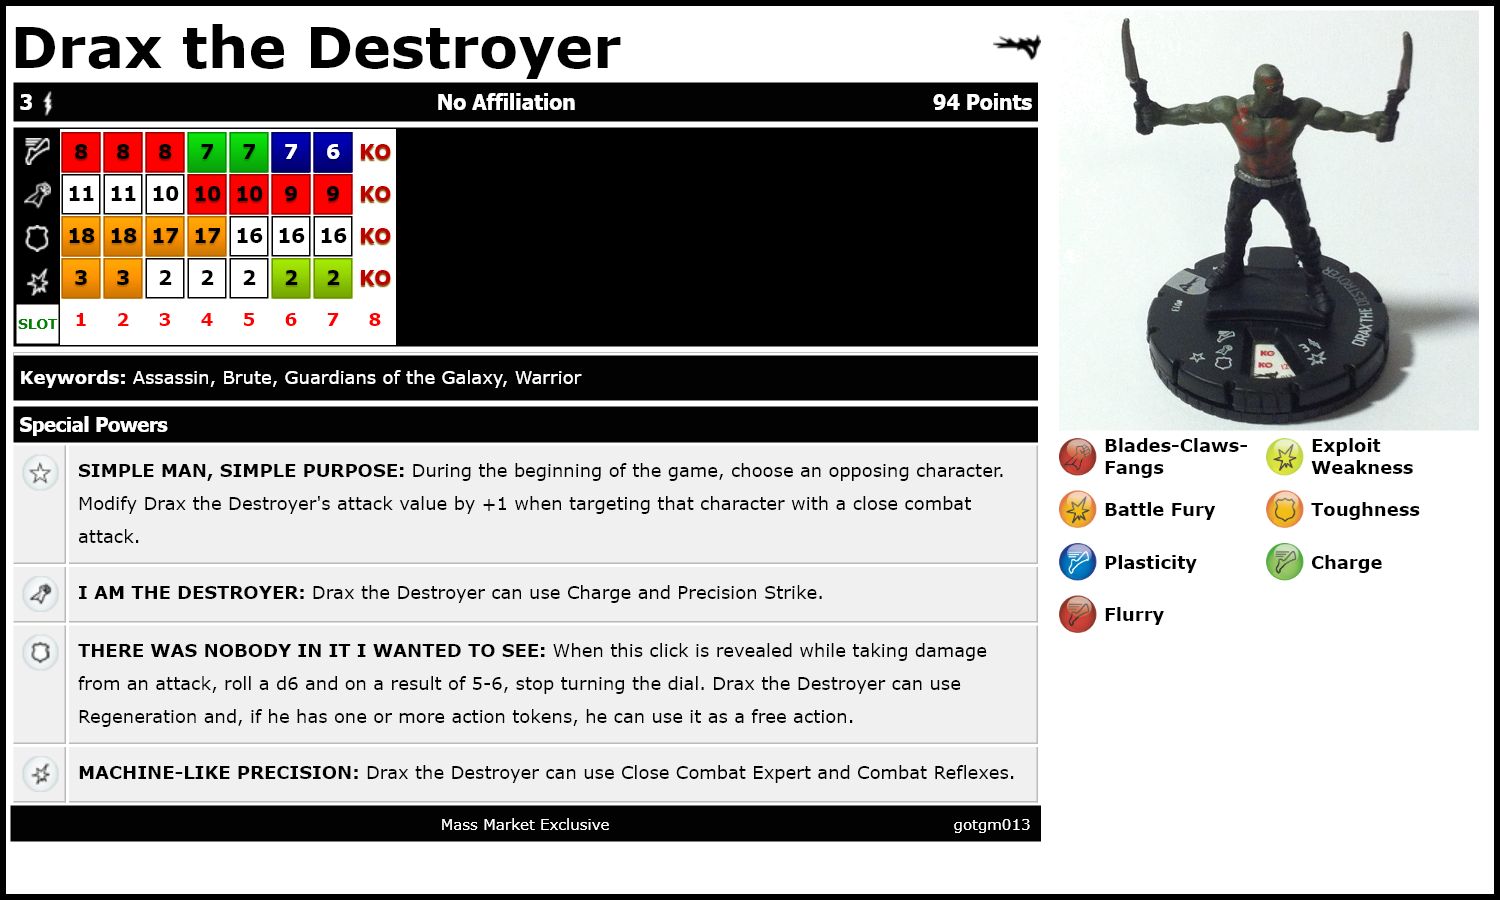 Drax the Destroyer
3 No Affiliation 94 Points
8 8 8 7 7 7 6 KO
11 11 10 10 10 9 9 KO
18 18 17 17 16 16 16 KO
3 3 2 2 2 2 2 KO
SLOT 1 2 3 4 5 6 7 8
Keywords: Assassin, Brute, Guardians of the Galaxy, Warrior
Special Powers
SIMPLE MAN, SIMPLE PURPOSE: During the beginning of the game, choose an opposing character.
Modify Drax the Destroyer's attack value by +1 when targeting that character with a close combat
attack.
I AM THE DESTROYER: Drax the Destroyer can use Charge and Precision Strike.
THERE WAS NOBODY IN IT I WANTED TO SEE: When this click is revealed while taking damage
from an attack, roll a d6 and on a result of 5-6, stop turning the dial. Drax the Destroyer can use
Regeneration and, if he has one or more action tokens, he can use it as a free action.
MACHINE-LIKE PRECISION: Drax the Destroyer can use Close Combat Expert and Combat Reflexes.
Mass Market Exclusive gotgm013
DRAX THE DESTROYER
013
3
KO
KO 12
Blades-Claws-
Fangs
Exploit
Weakness
Battle Fury
Toughness
Plasticity
Charge
Flurry